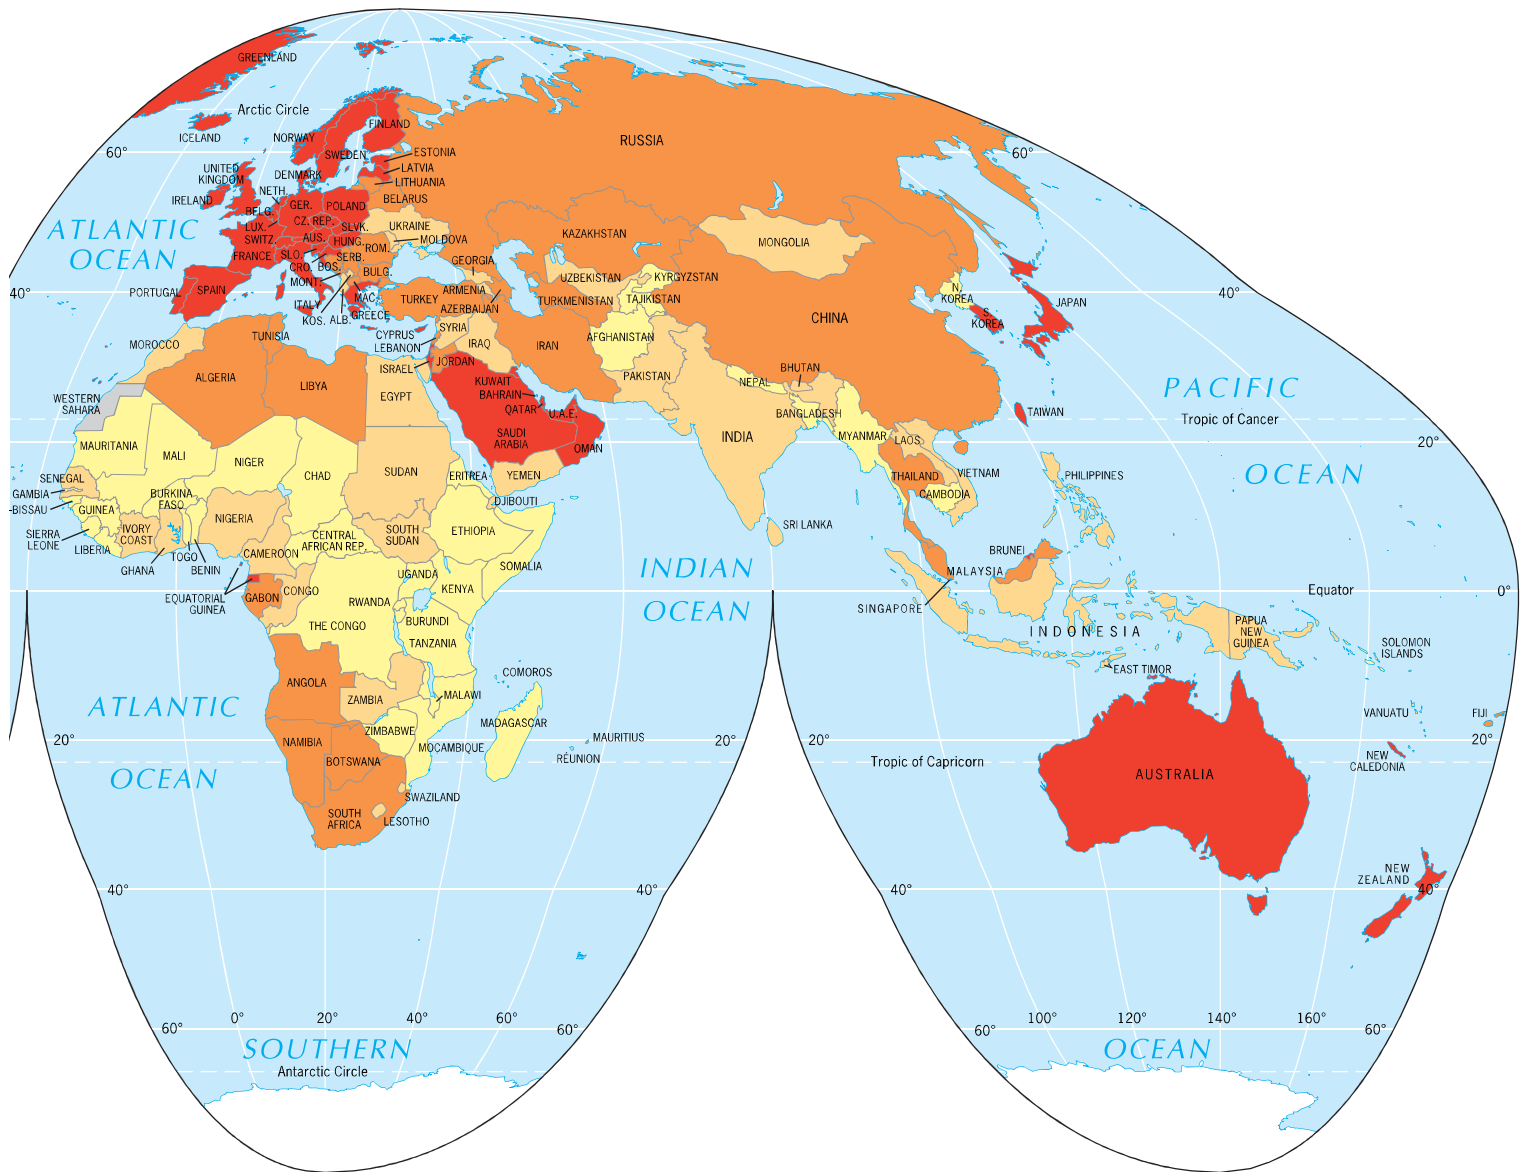 GREENLAND
Arctic Circle
ICELAND
NORWAY
FINLAND
SWEDEN
RUSSIA
60°
60°
ESTONIA
LATVIA
LITHUANIA
UNITED
KINGDOM
DENMARK
NETH.
IRELAND
BELARUS
BELG.
GER.
POLAND
LUX.
CZ. REP.
SLVK.
UKRAINE
SWITZ.
AUS.
HUNG.
MOLDOVA
KAZAKHSTAN
MONGOLIA
ATLANTIC
OCEAN
FRANCE
SLO.
ROM.
SERB.
CRO.
BOS.
BULG.
GEORGIA
MONT.
UZBEKISTAN
KYRGYZSTAN
40°
PORTUGAL
SPAIN
ITALY
MAC.
TURKEY
ARMENIA
AZERBAIJAN
TURKMENISTAN
TAJIKISTAN
N.
KOREA
40°
KOS.
ALB.
GREECE
CHINA
S.
KOREA
JAPAN
TUNISIA
CYPRUS
LEBANON
SYRIA
IRAQ
IRAN
AFGHANISTAN
MOROCCO
ISRAEL
JORDAN
PAKISTAN
BHUTAN
NEPAL
ALGERIA
LIBYA
EGYPT
KUWAIT
BAHRAIN
QATAR
U.A.E.
PACIFIC
OCEAN
WESTERN
SAHARA
BANGLADESH
TAIWAN
Tropic of Cancer
SAUDI
ARABIA
OMAN
INDIA
MYANMAR
LAOS
20°
MAURITANIA
MALI
NIGER
CHAD
SUDAN
ERITREA
YEMEN
THAILAND
VIETNAM
PHILIPPINES
SENEGAL
GAMBIA
-BISSAU
GUINEA
BURKINA
FASO
DJIBOUTI
CAMBODIA
NIGERIA
SRI LANKA
SIERRA
LEONE
LIBERIA
IVORY
COAST
GHANA
TOGO
BENIN
CENTRAL
AFRICAN REP.
SOUTH
SUDAN
ETHIOPIA
CAMEROON
SOMALIA
BRUNEI
MALAYSIA
INDIAN
OCEAN
EQUATORIAL
GUINEA
GABON
CONGO
UGANDA
KENYA
RWANDA
BURUNDI
THE CONGO
TANZANIA
SINGAPORE
Equator
0°
INDONESIA
PAPUA
NEW
GUINEA
SOLOMON
ISLANDS
EAST TIMOR
COMOROS
ANGOLA
ZAMBIA
MALAWI
ATLANTIC
OCEAN
ZIMBABWE
MADAGASCAR
VANUATU
FIJI
20°
NAMIBIA
BOTSWANA
MOCAMBIQUE
MAURITIUS
RÉUNION
20°
20°
20°
Tropic of Capricorn
NEW
CALEDONIA
AUSTRALIA
SWAZILAND
SOUTH
AFRICA
LESOTHO
NEW
ZEALAND
40°
40°
40°
40°
60°
0°
20°
40°
60°
60°
60°
100°
120°
140°
160°
60°
SOUTHERN
OCEAN
Antarctic Circle